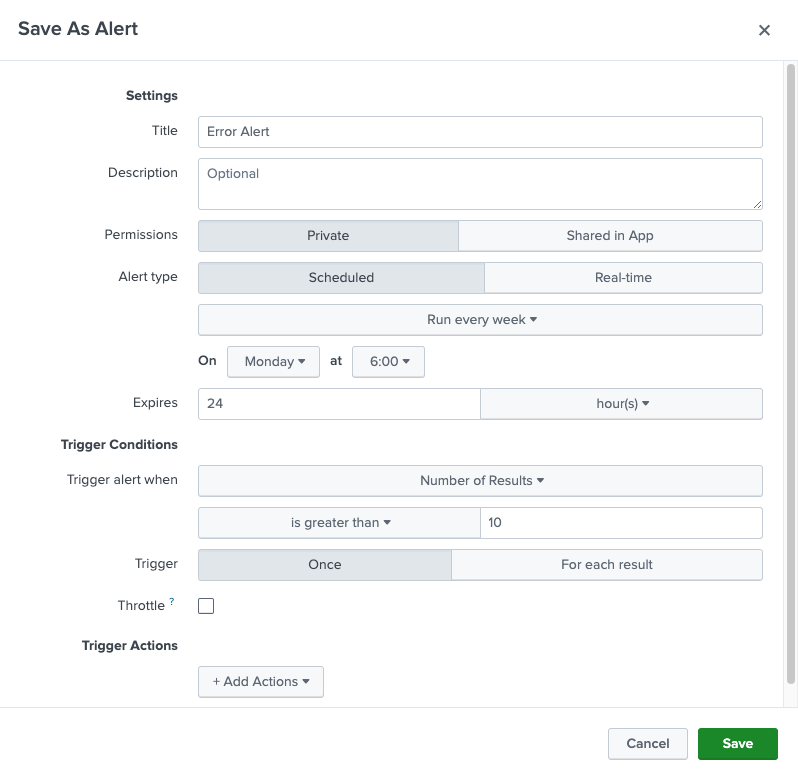 Save As Alert
Settings
Title Error Alert
Description Optional
Permissions Private Shared in App
Alert type Scheduled Real-time
Run every week
On Monday at 6:00
Expires 24 hour(s)
Trigger Conditions
Trigger alert when Number of Results
is greater than 10
Trigger Once For each result
Throttle ?
Trigger Actions
+ Add Actions
Cancel Save